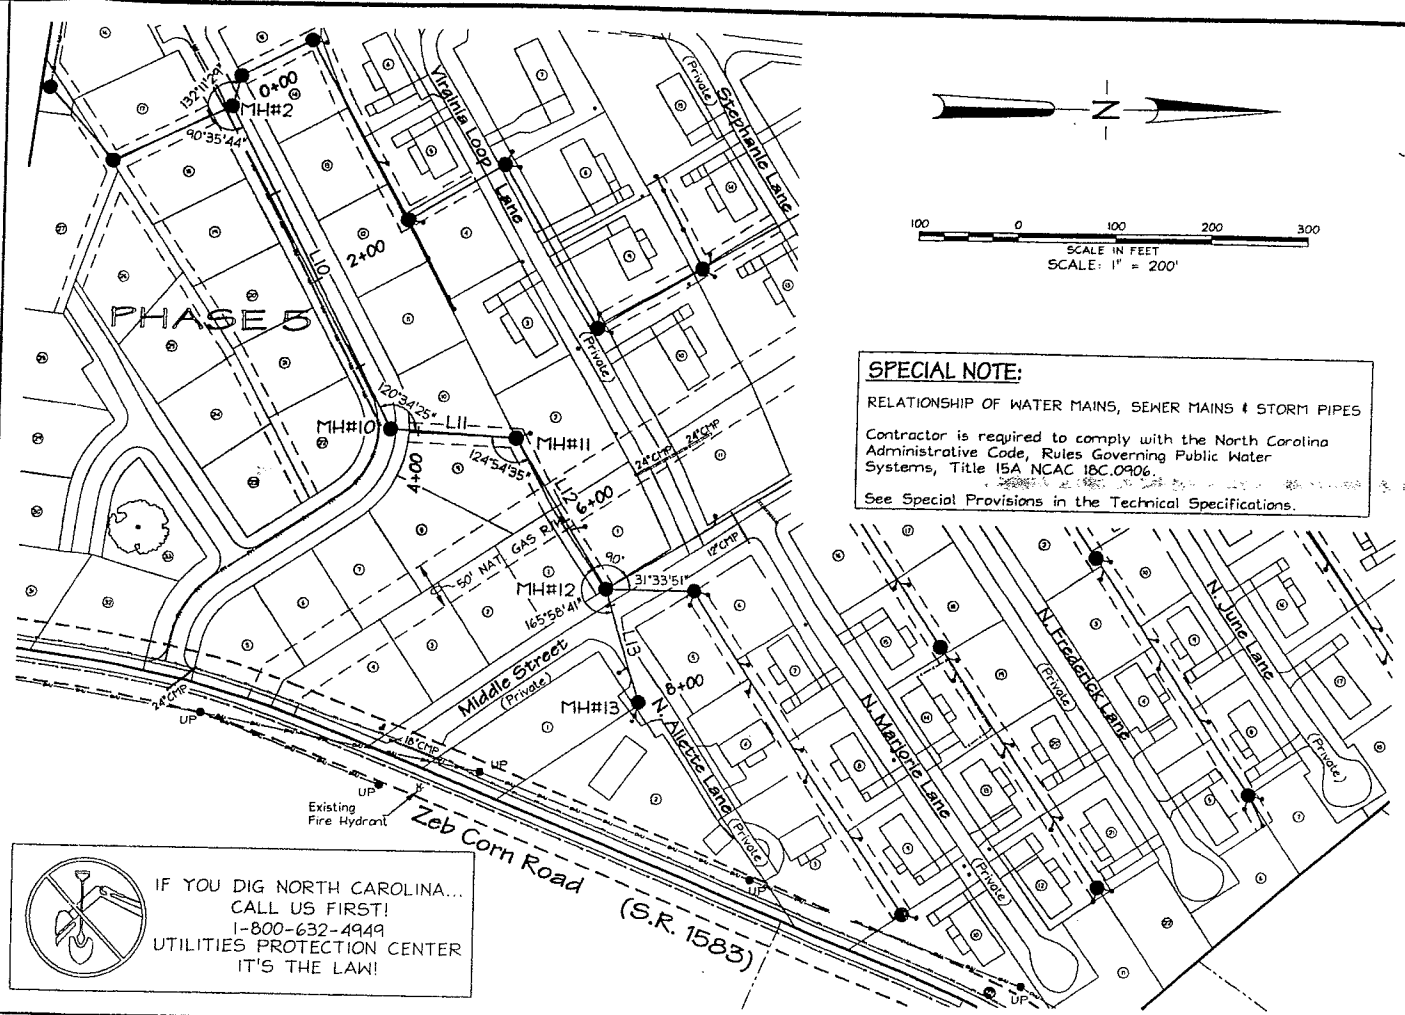 132°11'29"
0+00
MH#2
90°35'44"
Virginia Loop
Lane
(Private)
Stephanie Lane
(Private)
N
100 0 100 200 300
SCALE IN FEET
SCALE: 1" = 200'
L10
2+00
PHASE 5
SPECIAL NOTE:
RELATIONSHIP OF WATER MAINS, SEWER MAINS & STORM PIPES
Contractor is required to comply with the North Carolina
Administrative Code, Rules Governing Public Water
Systems, Title 15A NCAC 18C.0906.
See Special Provisions in the Technical Specifications.
120°34'25"
MH#10
L11
MH#11
124°54'35"
4+00
24"CMP
24"CMP
L12
6+00
50' NAT. GAS R/W
12"CMP
90°
MH#12
31°33'51"
165°58'41"
L13
Middle Street
(Private)
8+00
MH#13
N. Allette Lane
(Private)
N. Marjorie Lane
(Private)
N. Frederick Lane
(Private)
N. June Lane
(Private)
24"CMP
UP
18"CMP
UP
UP
UP
UP
Existing
Fire Hydrant
Zeb Corn Road
(S.R. 1583)
IF YOU DIG NORTH CAROLINA...
CALL US FIRST!
1-800-632-4949
UTILITIES PROTECTION CENTER
IT'S THE LAW!